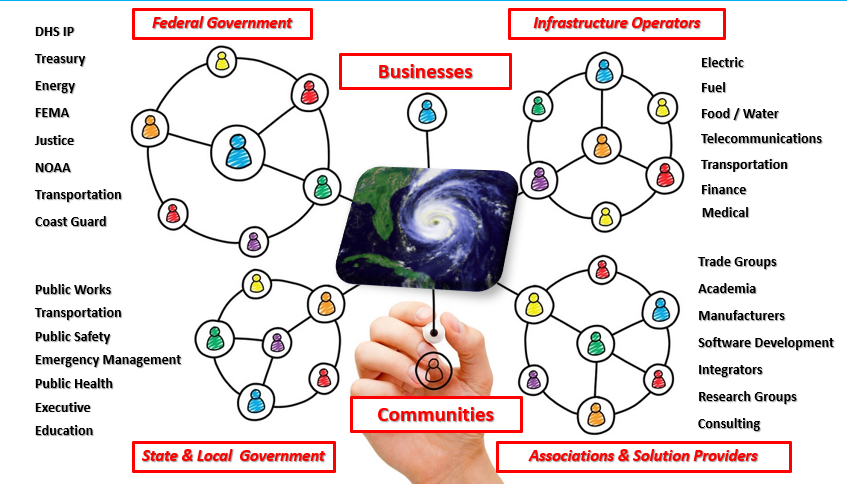 Federal Government
Infrastructure Operators
Businesses
DHS IP
Treasury
Energy
FEMA
Justice
NOAA
Transportation
Coast Guard
Electric
Fuel
Food / Water
Telecommunications
Transportation
Finance
Medical
Public Works
Transportation
Public Safety
Emergency Management
Public Health
Executive
Education
Trade Groups
Academia
Manufacturers
Software Development
Integrators
Research Groups
Consulting
Communities
State & Local Government
Associations & Solution Providers